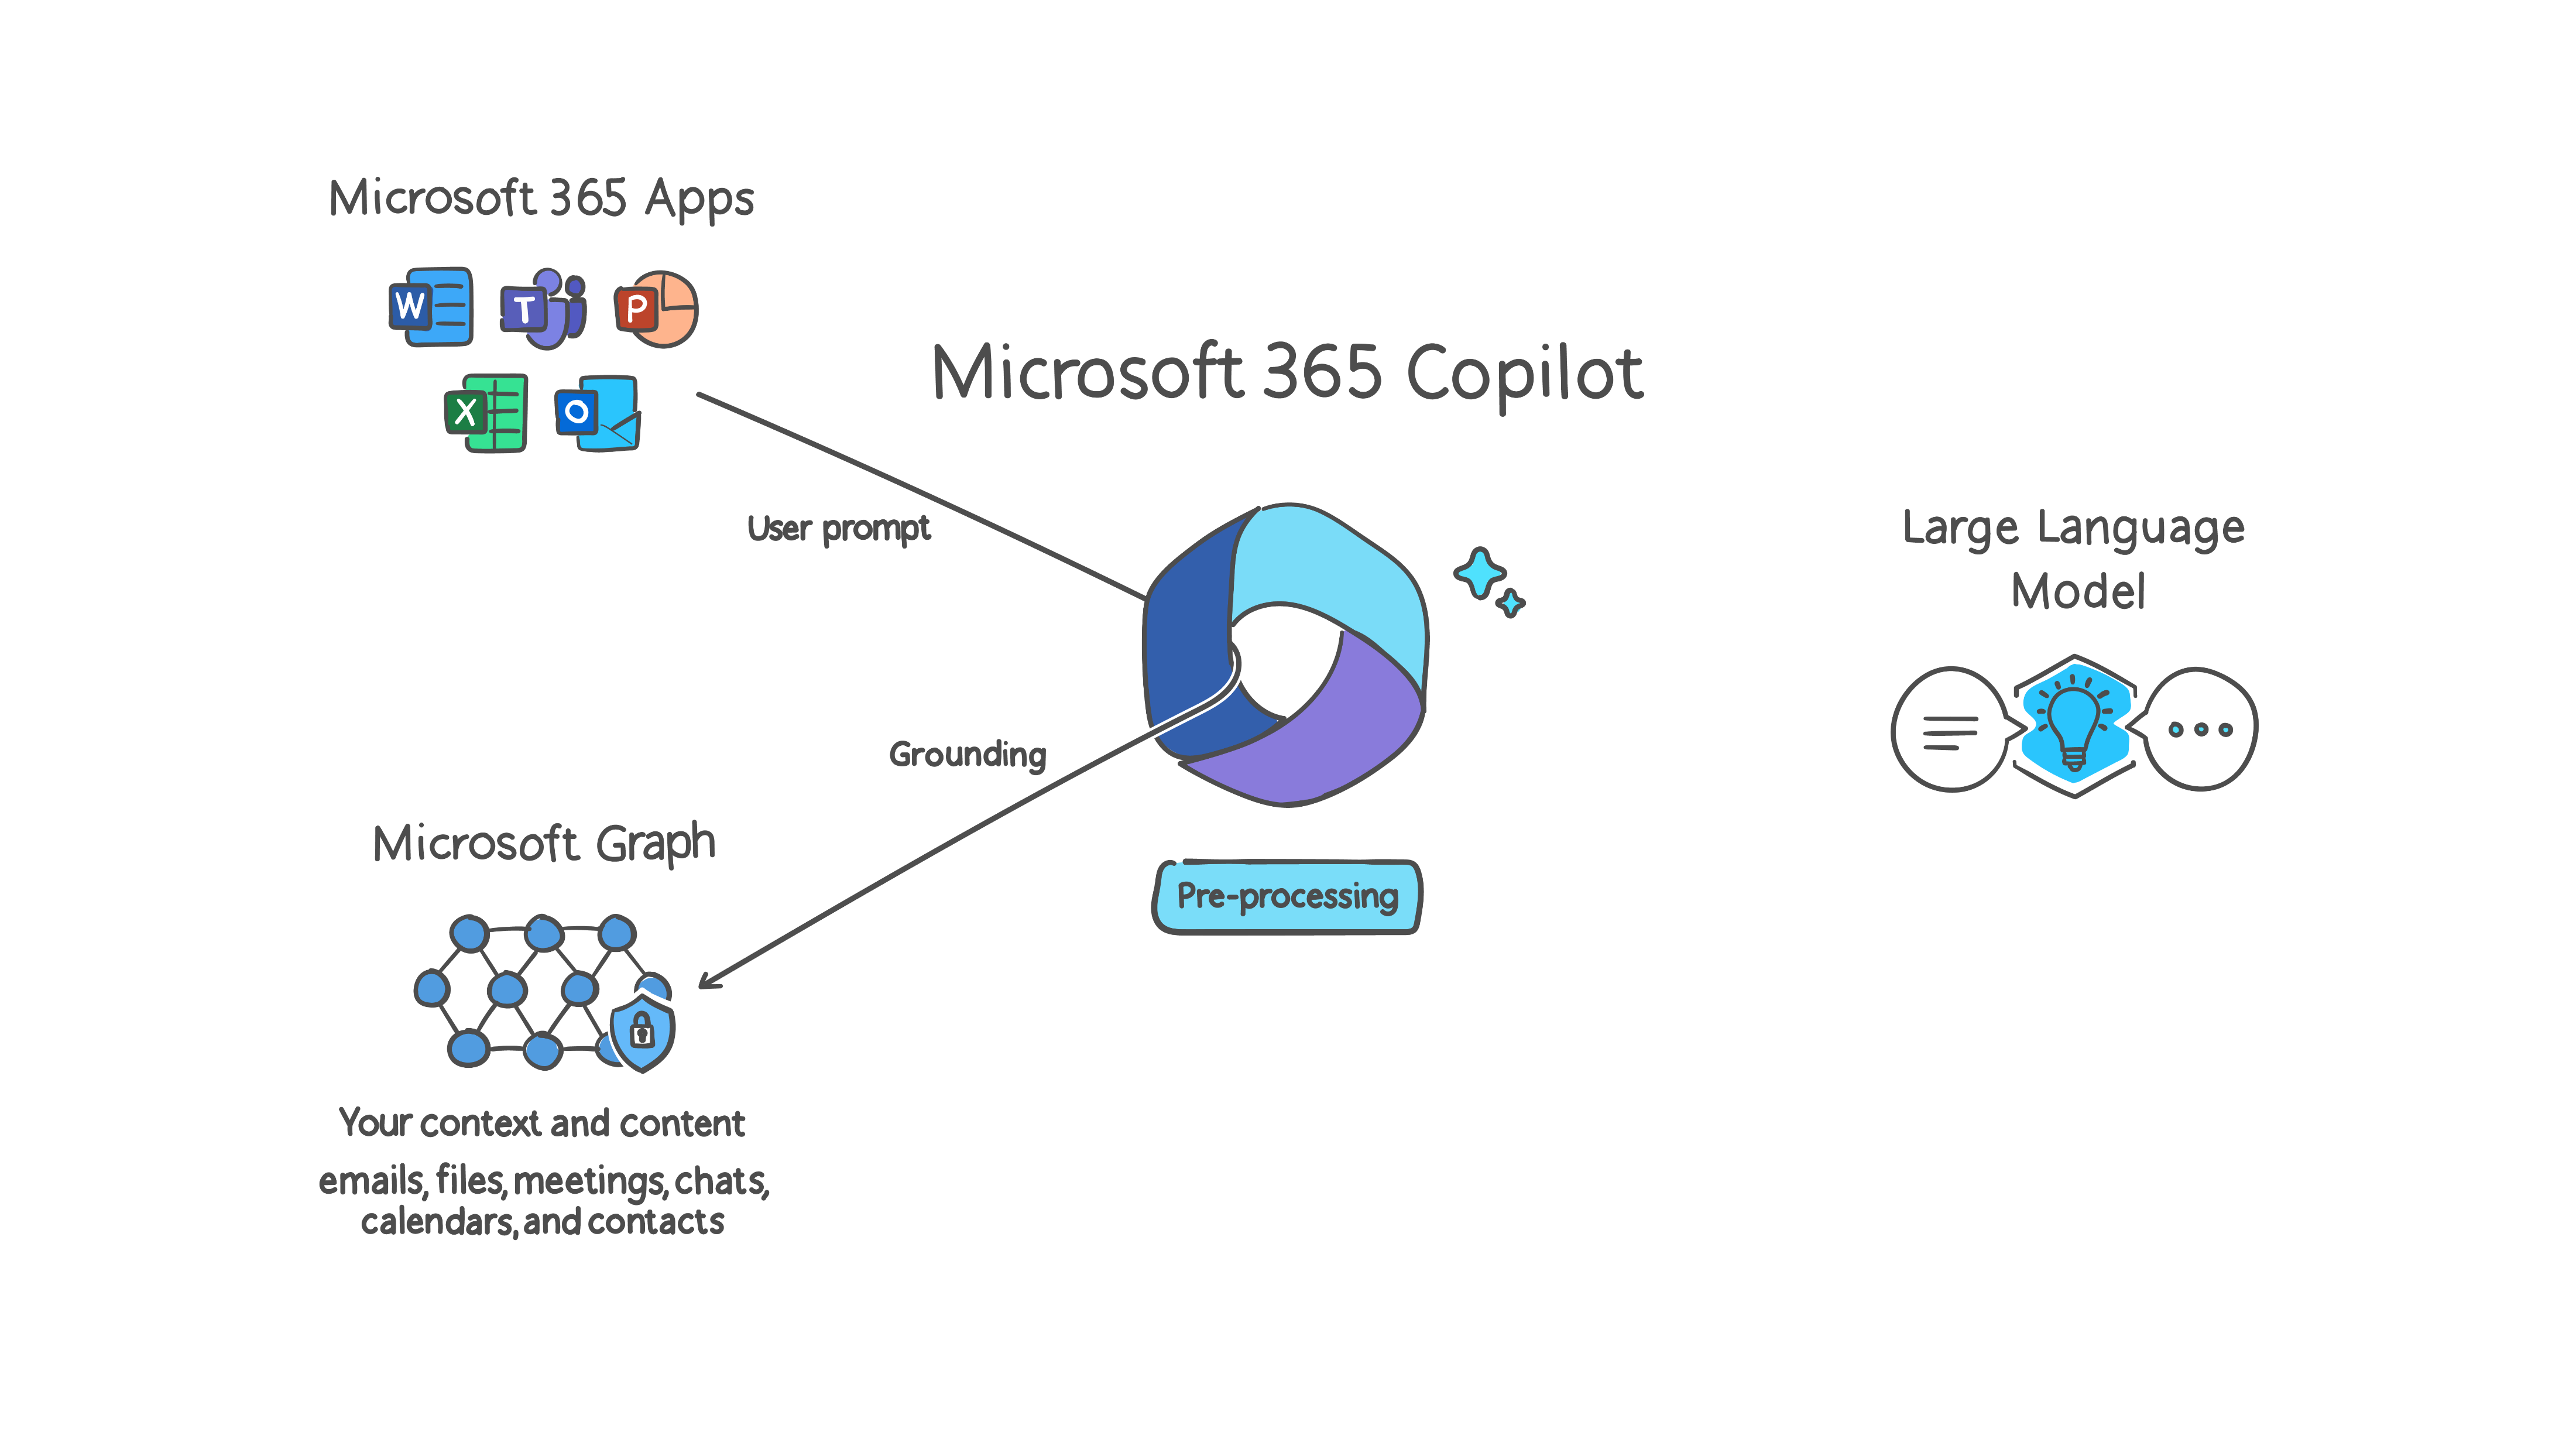 Microsoft 365 Apps
W
T
P
X
O
Microsoft 365 Copilot
User prompt
Large Language
Model
Grounding
Microsoft Graph
Pre-processing
Your context and content
emails, files, meetings, chats,
calendars, and contacts